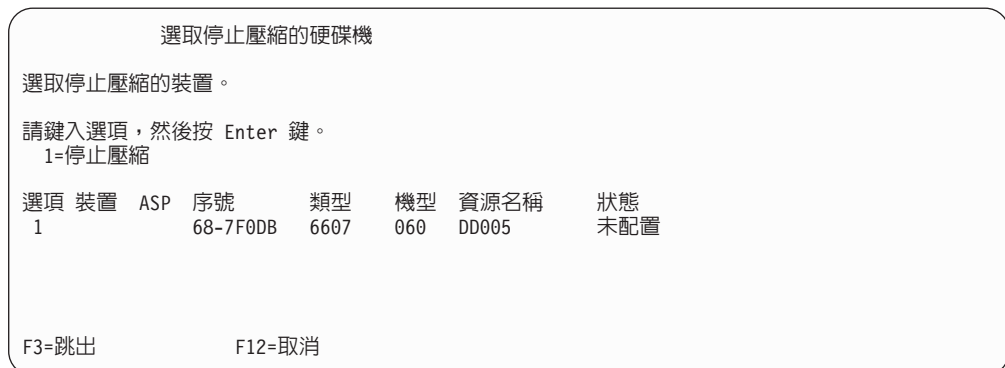 選取停止壓縮的硬碟機
選取停止壓縮的裝置。
請鍵入選項，然後按 Enter 鍵。
1=停止壓縮
選項 裝置 ASP 序號 類型 機型 資源名稱 狀態
1 68-7F0DB 6607 060 DD005 未配置
F3=跳出 F12=取消